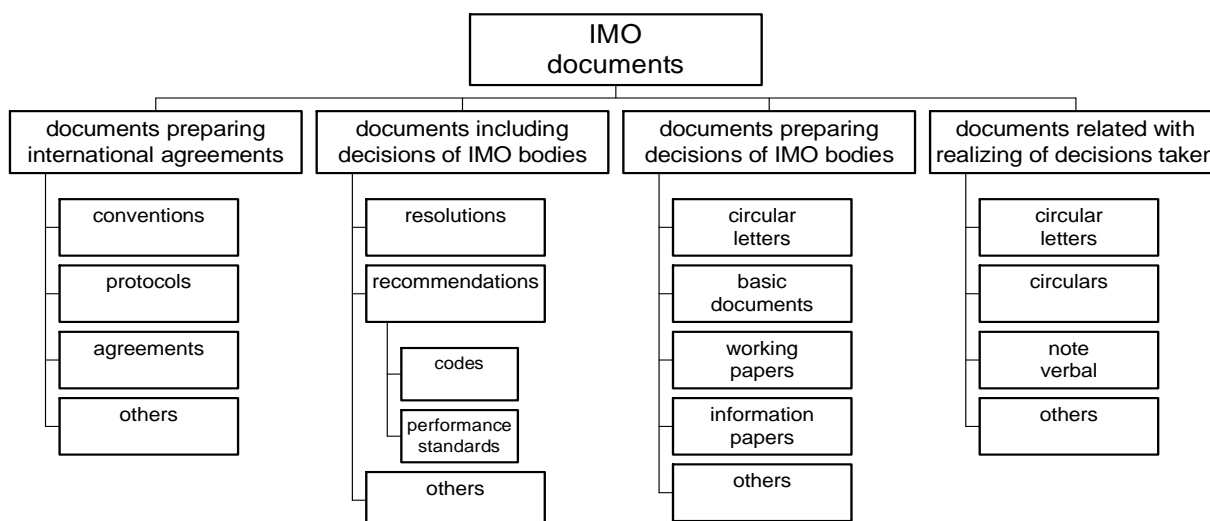 IMO
documents
documents preparing
international agreements
conventions
protocols
agreements
others
documents including
decisions of IMO bodies
resolutions
recommendations
codes
performance
standards
others
documents preparing
decisions of IMO bodies
circular
letters
basic
documents
working
papers
information
papers
others
documents related with
realizing of decisions taken
circular
letters
circulars
note
verbal
others